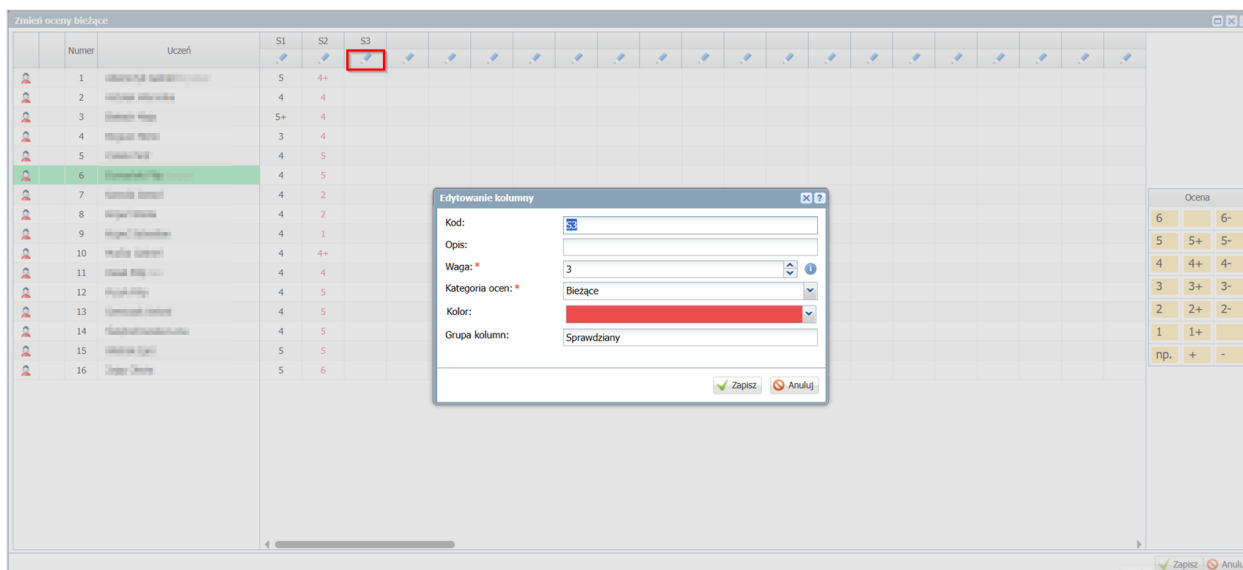 Zmień oceny bieżące
Numer Uczeń S1 S2 S3
1 5 4+
2 4 4
3 5+ 4
4 3 4
5 4 5
6 4 5
7 4 2
8 4 2
9 4 1
10 4 4+
11 4 4
12 4 5
13 4 5
14 4 5
15 5 5
16 5 6
Edytowanie kolumny
Kod: S3
Opis:
Waga: * 3
Kategoria ocen: * Bieżące
Kolor:
Grupa kolumn: Sprawdziany
Zapisz Anuluj
Ocena
6 6-
5 5+ 5-
4 4+ 4-
3 3+ 3-
2 2+ 2-
1 1+
np. + -
Zapisz